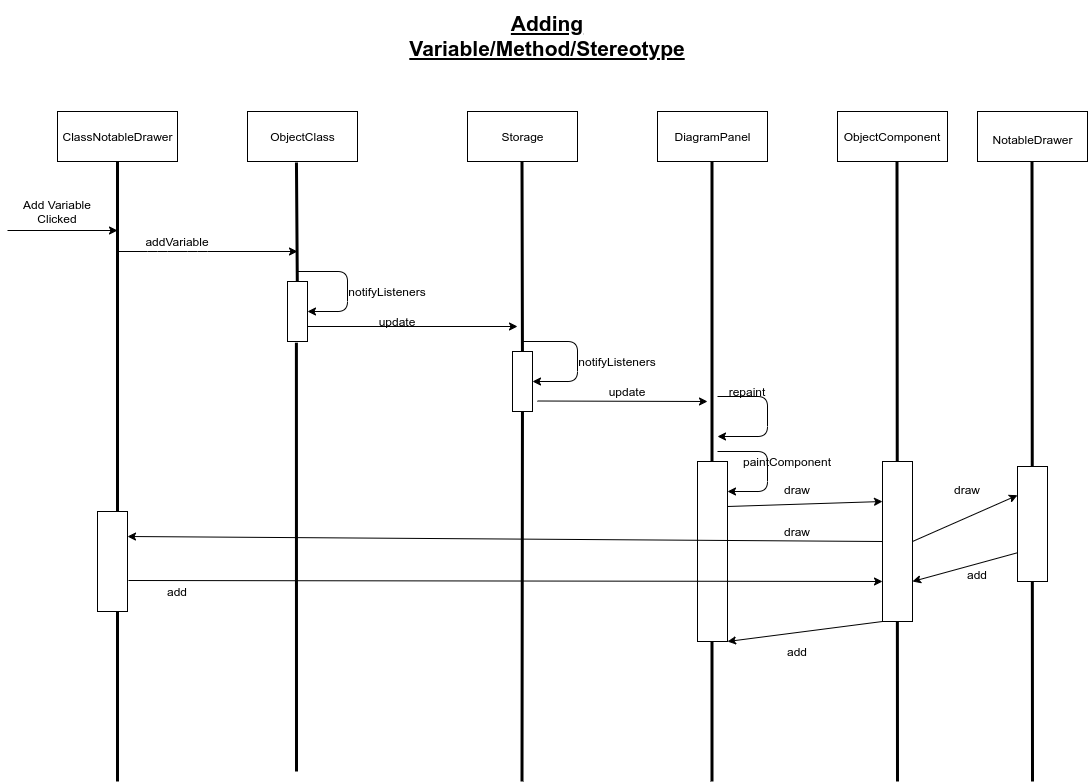 Adding
Variable/Method/Stereotype
ClassNotableDrawer
ObjectClass
Storage
DiagramPanel
ObjectComponent
NotableDrawer
Add Variable
Clicked
addVariable
notifyListeners
update
notifyListeners
update
repaint
paintComponent
draw
draw
draw
add
add
add